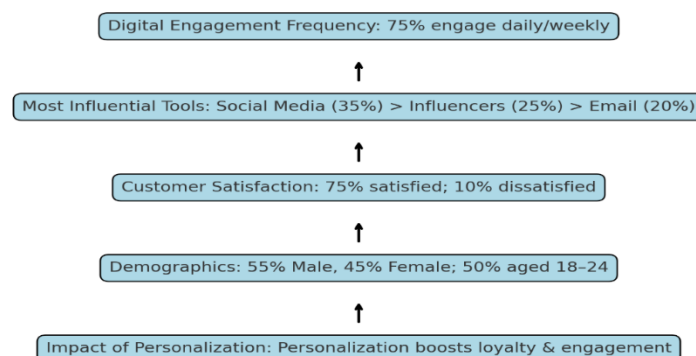 Digital Engagement Frequency: 75% engage daily/weekly
Most Influential Tools: Social Media (35%) > Influencers (25%) > Email (20%)
Customer Satisfaction: 75% satisfied; 10% dissatisfied
Demographics: 55% Male, 45% Female; 50% aged 18–24
Impact of Personalization: Personalization boosts loyalty & engagement